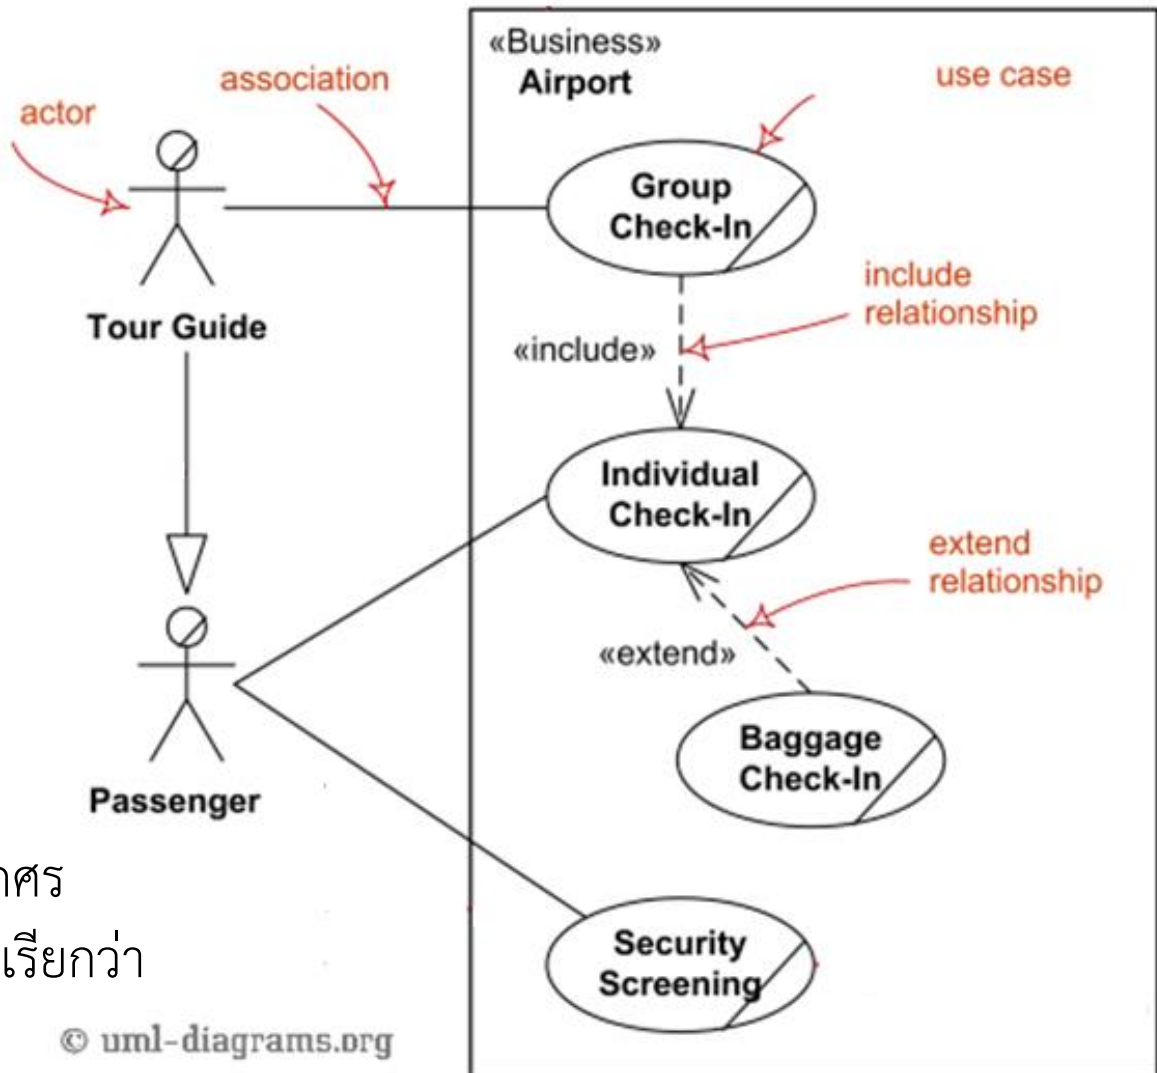 «Business»
Airport
use case
association
actor
Group
Check-In
include
relationship
«include»
Tour Guide
Individual
Check-In
extend
relationship
«extend»
Baggage
Check-In
Passenger
Security
Screening
เรียกว่า
© uml-diagrams.org